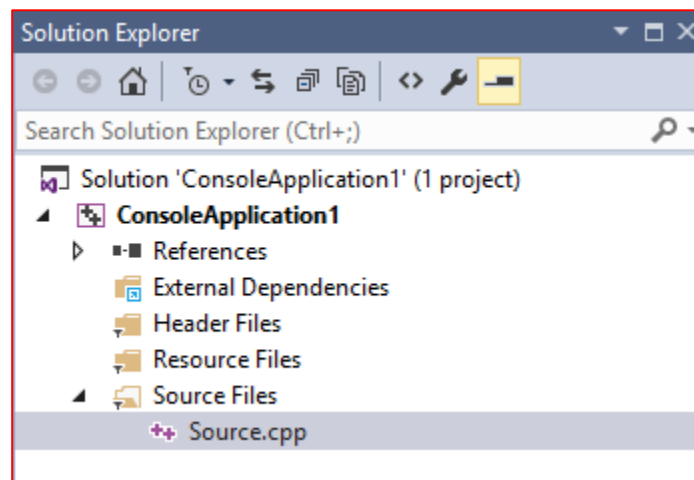 Solution Explorer
Search Solution Explorer (Ctrl+;)
Solution 'ConsoleApplication1' (1 project)
ConsoleApplication1
References
External Dependencies
Header Files
Resource Files
Source Files
Source.cpp